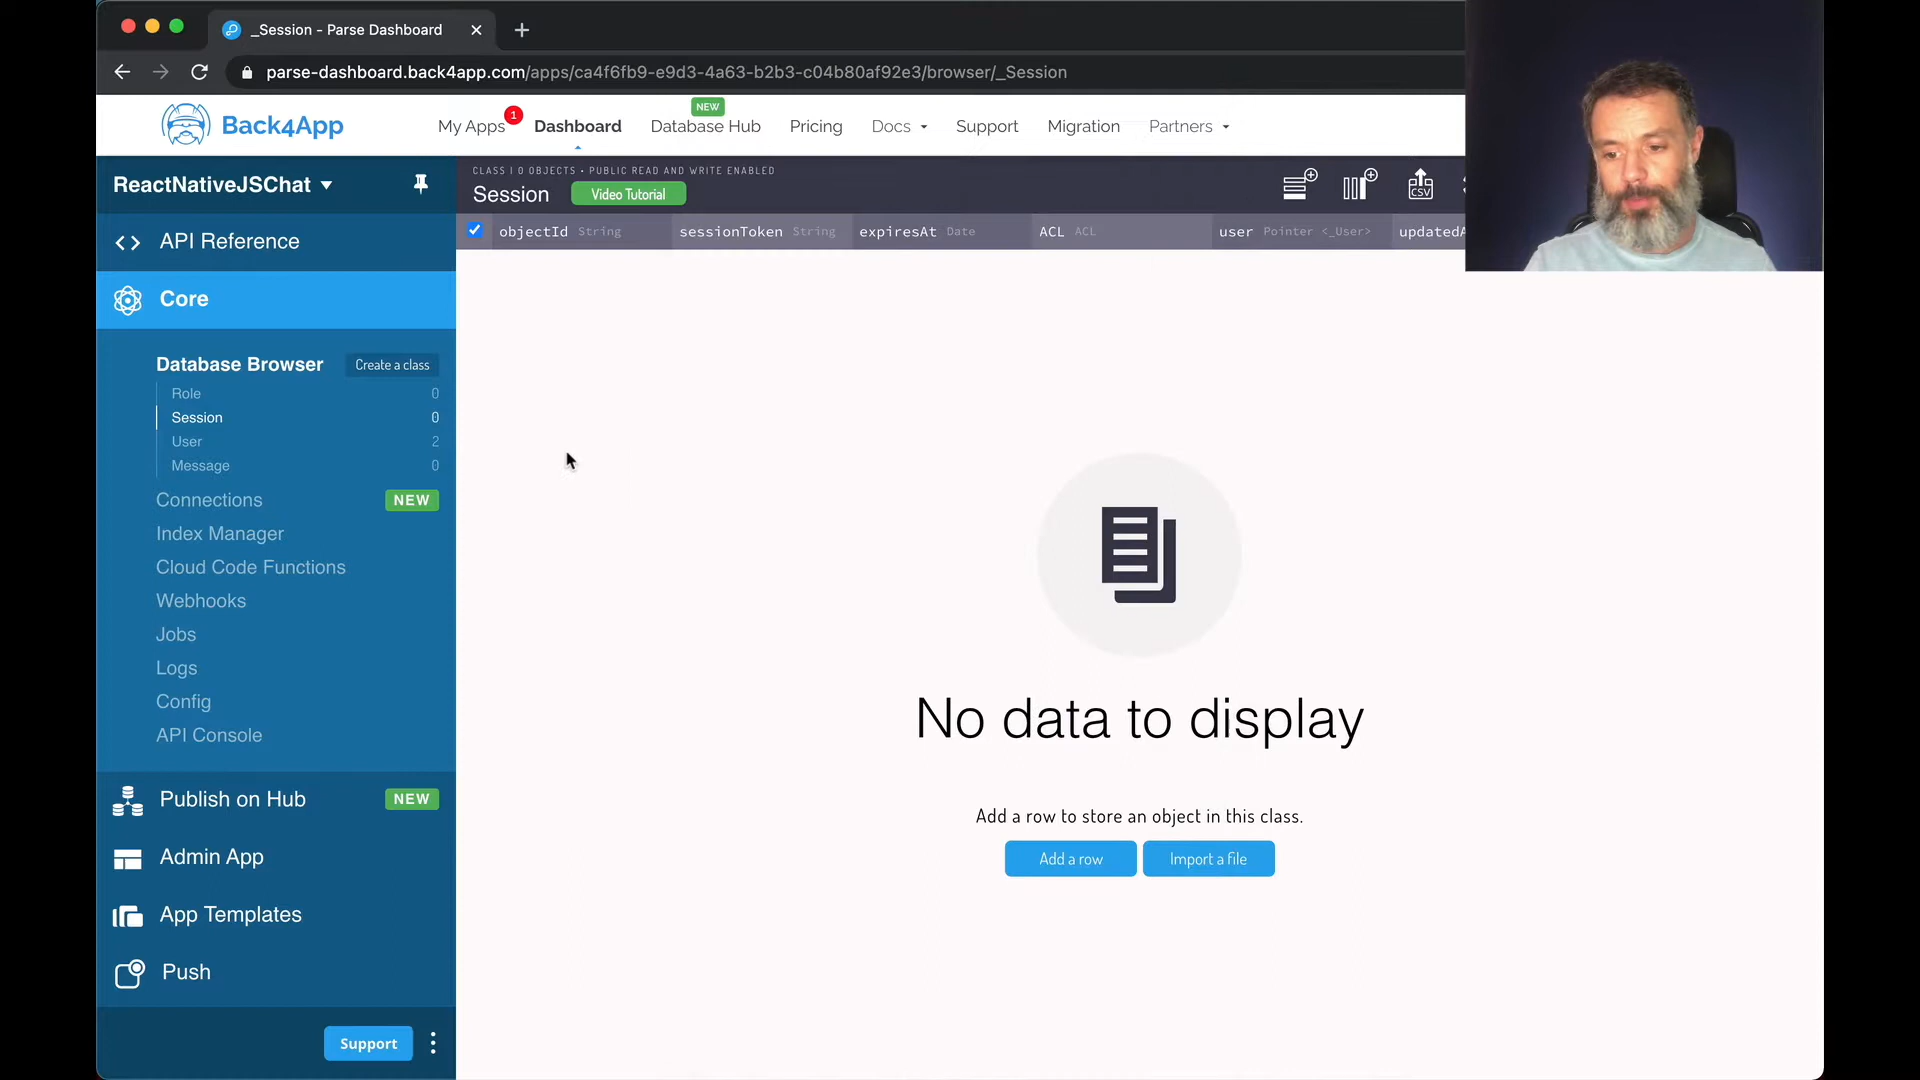 _Session - Parse Dashboard
parse-dashboard.back4app.com/apps/ca4f6fb9-e9d3-4a63-b2b3-c04b80af92e3/browser/_Session
Back4App
My Apps 1
Dashboard
NEW
Database Hub
Pricing
Docs
Support
Migration
Partners
ReactNativeJSChat
CLASS | 0 OBJECTS • PUBLIC READ AND WRITE ENABLED
Session Video Tutorial
CSV
objectId String sessionToken String expiresAt Date ACL ACL user Pointer <_User> updatedA
API Reference
Core
Database Browser Create a class
Role 0
Session 0
User 2
Message 0
Connections NEW
Index Manager
Cloud Code Functions
Webhooks
Jobs
Logs
Config
API Console
Publish on Hub NEW
Admin App
App Templates
Push
Support
No data to display
Add a row to store an object in this class.
Add a row Import a file